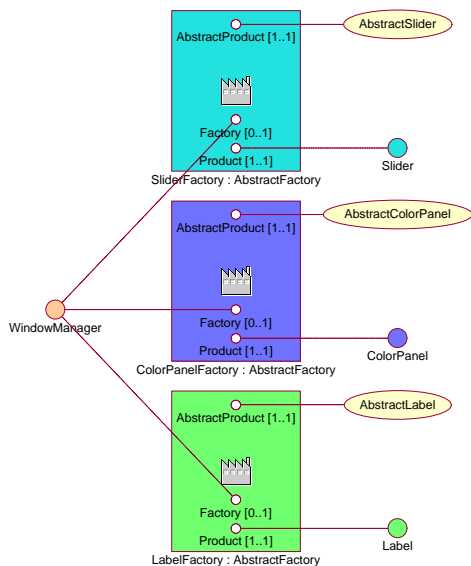 AbstractSlider
AbstractProduct [1..1]
Factory [0..1]
Product [1..1]
Slider
SliderFactory : AbstractFactory
AbstractColorPanel
AbstractProduct [1..1]
WindowManager
Factory [0..1]
Product [1..1]
ColorPanel
ColorPanelFactory : AbstractFactory
AbstractLabel
AbstractProduct [1..1]
Factory [0..1]
Product [1..1]
Label
LabelFactory : AbstractFactory